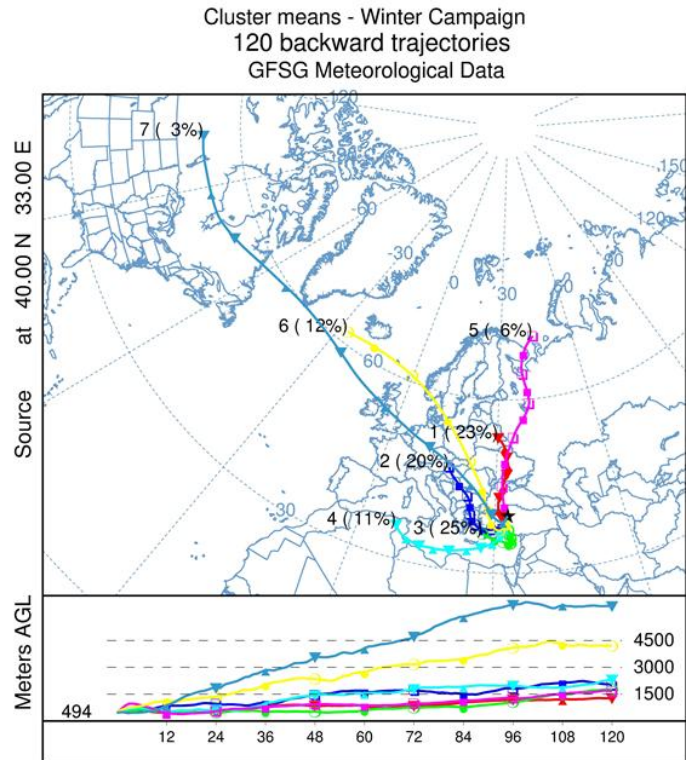 Cluster means - Winter Campaign
120 backward trajectories
GFSG Meteorological Data
Source at 40.00 N 33.00 E
-120
7 ( 3%)
-150
-60
120
-30
0
30
6 ( 12%)
5 ( 6%)
60
60
1 ( 23%)
2 ( 20%)
-30
4 ( 11%)
3 ( 25%)
Meters AGL
4500
3000
1500
494
12 24 36 48 60 72 84 96 108 120